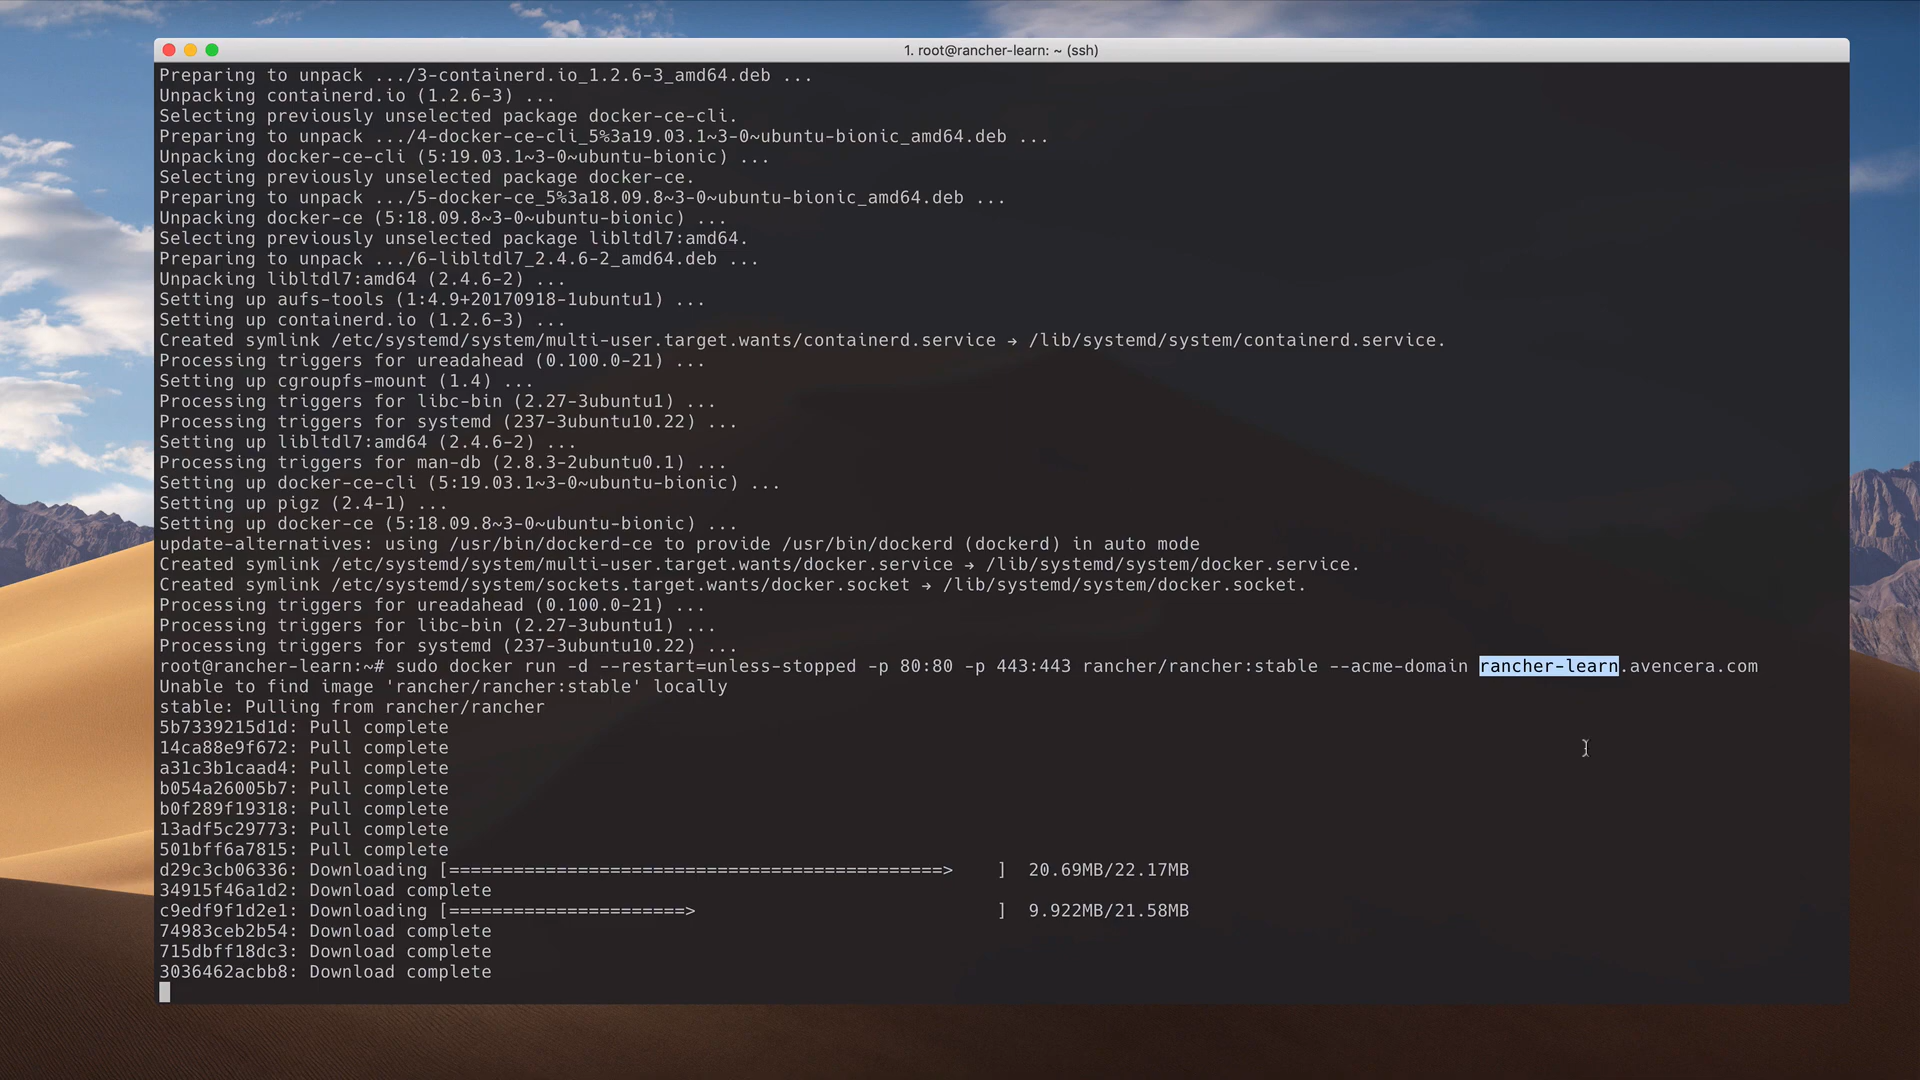 1. root@rancher-learn: ~ (ssh)
Preparing to unpack .../3-containerd.io_1.2.6-3_amd64.deb ...
Unpacking containerd.io (1.2.6-3) ...
Selecting previously unselected package docker-ce-cli.
Preparing to unpack .../4-docker-ce-cli_5%3a19.03.1~3-0~ubuntu-bionic_amd64.deb ...
Unpacking docker-ce-cli (5:19.03.1~3-0~ubuntu-bionic) ...
Selecting previously unselected package docker-ce.
Preparing to unpack .../5-docker-ce_5%3a18.09.8~3-0~ubuntu-bionic_amd64.deb ...
Unpacking docker-ce (5:18.09.8~3-0~ubuntu-bionic) ...
Selecting previously unselected package libltdl7:amd64.
Preparing to unpack .../6-libltdl7_2.4.6-2_amd64.deb ...
Unpacking libltdl7:amd64 (2.4.6-2) ...
Setting up aufs-tools (1:4.9+20170918-1ubuntu1) ...
Setting up containerd.io (1.2.6-3) ...
Created symlink /etc/systemd/system/multi-user.target.wants/containerd.service → /lib/systemd/system/containerd.service.
Processing triggers for ureadahead (0.100.0-21) ...
Setting up cgroupfs-mount (1.4) ...
Processing triggers for libc-bin (2.27-3ubuntu1) ...
Processing triggers for systemd (237-3ubuntu10.22) ...
Setting up libltdl7:amd64 (2.4.6-2) ...
Processing triggers for man-db (2.8.3-2ubuntu0.1) ...
Setting up docker-ce-cli (5:19.03.1~3-0~ubuntu-bionic) ...
Setting up pigz (2.4-1) ...
Setting up docker-ce (5:18.09.8~3-0~ubuntu-bionic) ...
update-alternatives: using /usr/bin/dockerd-ce to provide /usr/bin/dockerd (dockerd) in auto mode
Created symlink /etc/systemd/system/multi-user.target.wants/docker.service → /lib/systemd/system/docker.service.
Created symlink /etc/systemd/system/sockets.target.wants/docker.socket → /lib/systemd/system/docker.socket.
Processing triggers for ureadahead (0.100.0-21) ...
Processing triggers for libc-bin (2.27-3ubuntu1) ...
Processing triggers for systemd (237-3ubuntu10.22) ...
root@rancher-learn:~# sudo docker run -d --restart=unless-stopped -p 80:80 -p 443:443 rancher/rancher:stable --acme-domain rancher-learn.avencera.com
Unable to find image 'rancher/rancher:stable' locally
stable: Pulling from rancher/rancher
5b7339215d1d: Pull complete
14ca88e9f672: Pull complete
a31c3b1caad4: Pull complete
b054a26005b7: Pull complete
b0f289f19318: Pull complete
13adf5c29773: Pull complete
501bff6a7815: Pull complete
d29c3cb06336: Downloading [==============================================>    ]  20.69MB/22.17MB
34915f46a1d2: Download complete
c9edf9f1d2e1: Downloading [======================>                            ]  9.922MB/21.58MB
74983ceb2b54: Download complete
715dbff18dc3: Download complete
3036462acbb8: Download complete